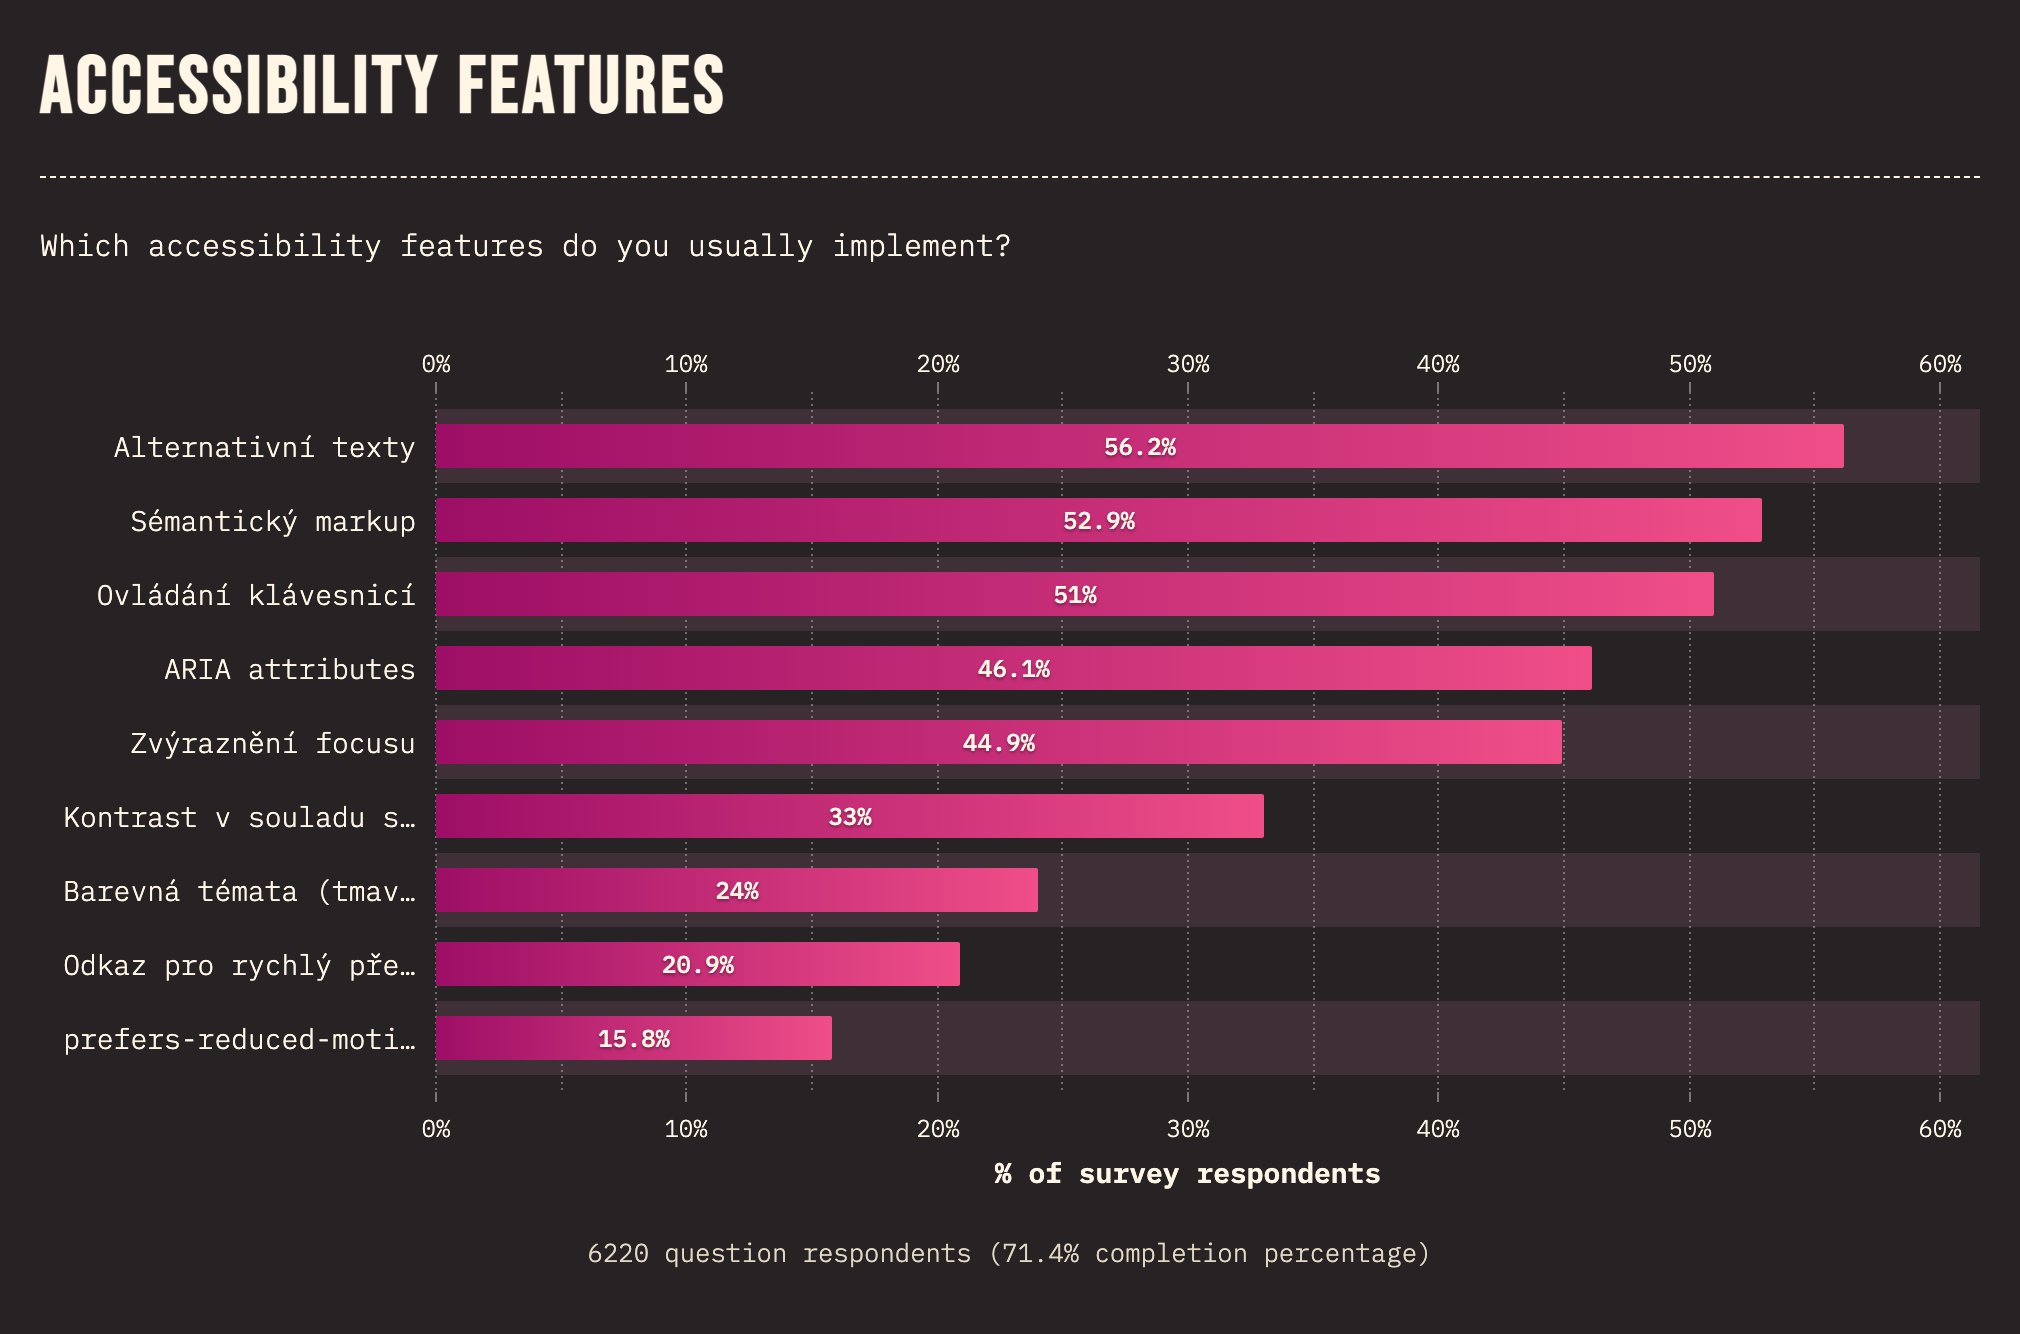 ACCESSIBILITY FEATURES
Which accessibility features do you usually implement?
0% 10% 20% 30% 40% 50% 60%
Alternativní texty 56.2%
Sémantický markup 52.9%
Ovládání klávesnicí 51%
ARIA attributes 46.1%
Zvýraznění focusu 44.9%
Kontrast v souladu s… 33%
Barevná témata (tmav… 24%
Odkaz pro rychlý pře… 20.9%
prefers-reduced-moti… 15.8%
0% 10% 20% 30% 40% 50% 60%
% of survey respondents
6220 question respondents (71.4% completion percentage)